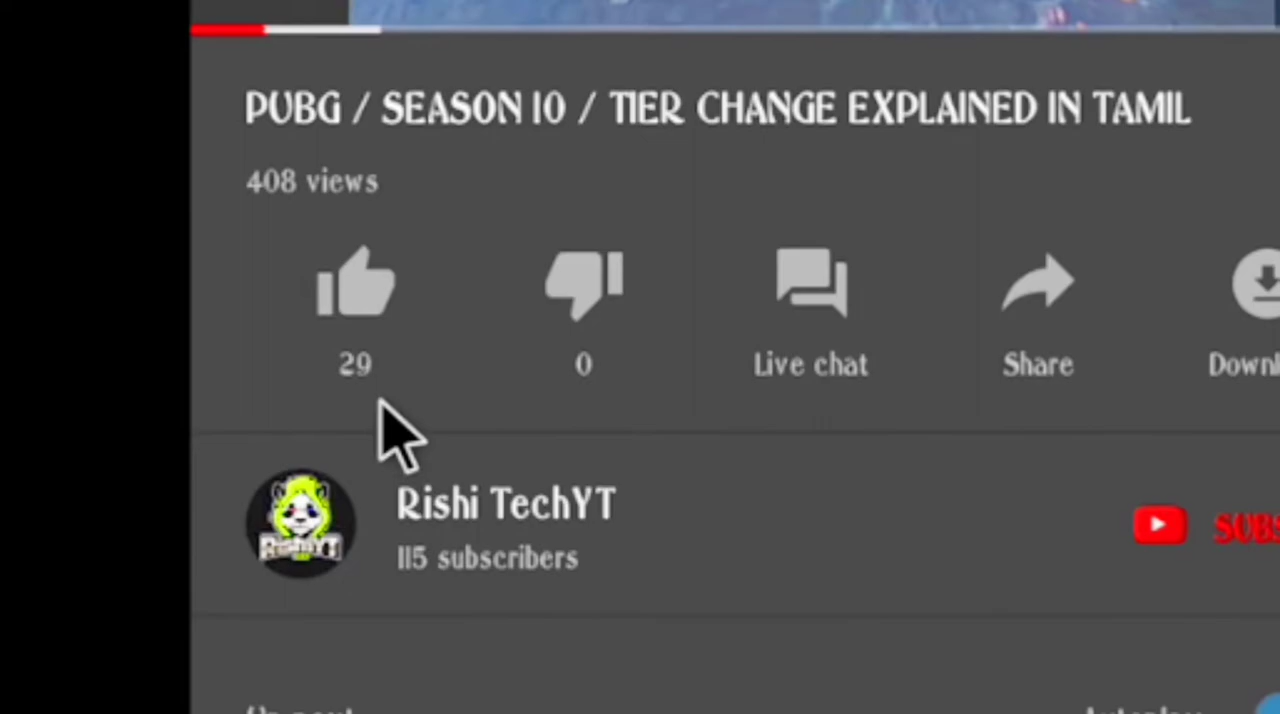 PUBG / SEASON 10 / TIER CHANGE EXPLAINED IN TAMIL
408 views
29
0
Live chat
Share
RishiYT
Rishi TechYT
115 subscribers